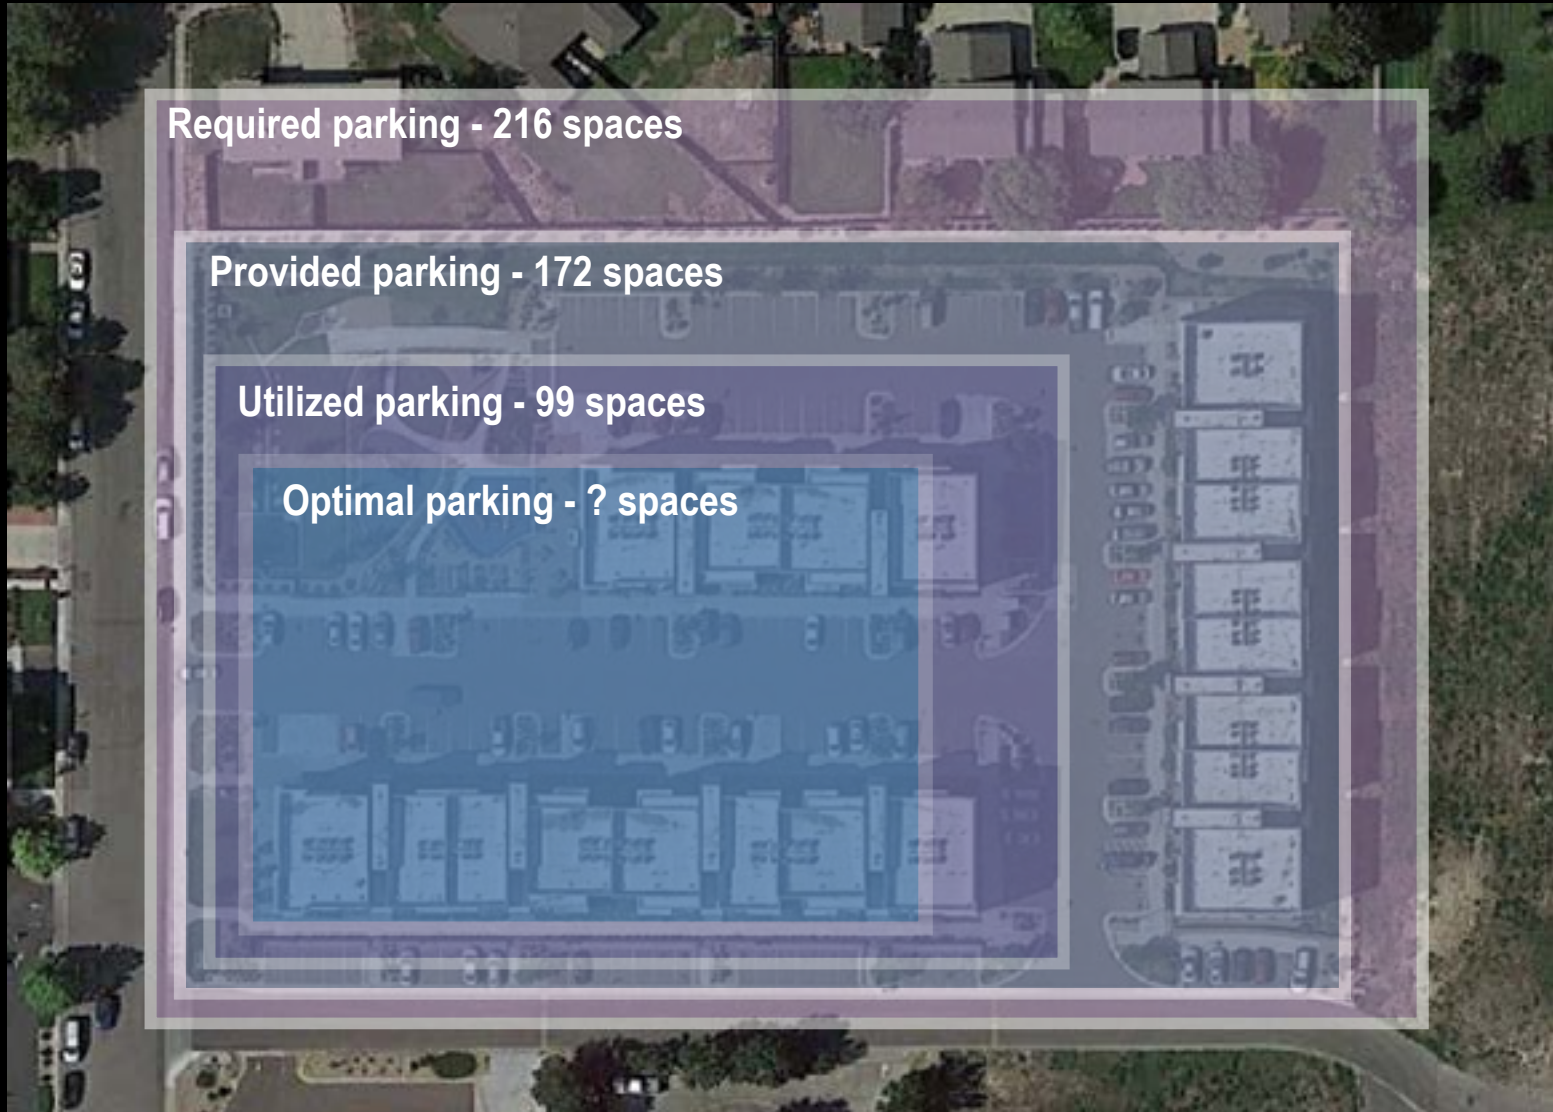 Required parking - 216 spaces
Provided parking - 172 spaces
Utilized parking - 99 spaces
Optimal parking - ? spaces